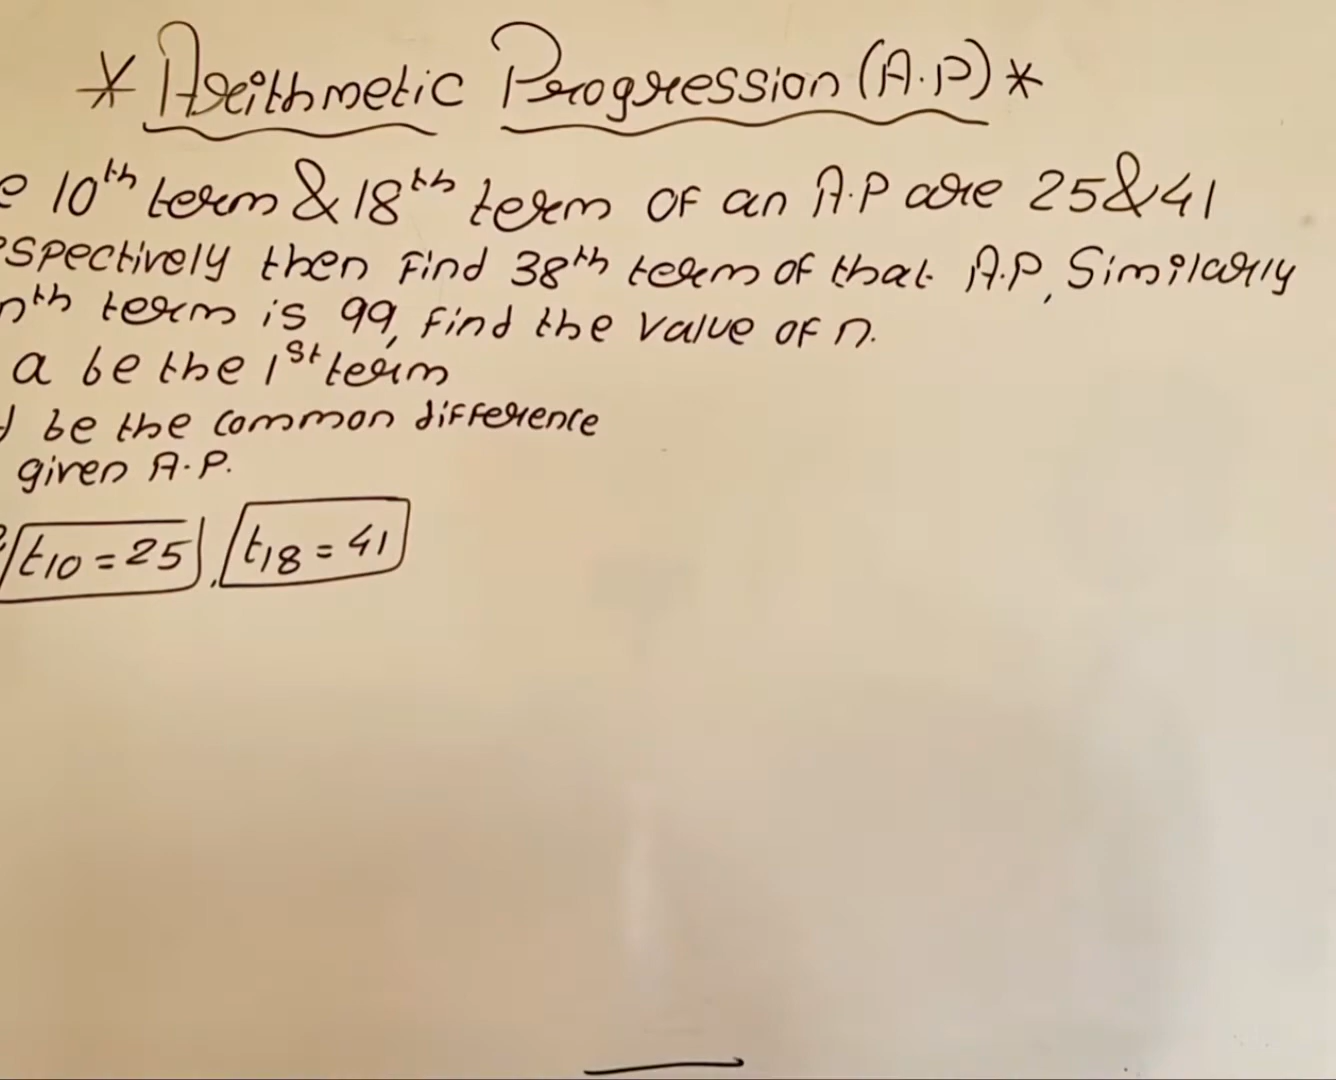 * Arithmetic Progression (A.P) *
10th term & 18th term of an A.P are 25 & 41
spectively then Find 38th term of that A.P, Similarly
nth term is 99, find the value of n.
a be the 1st term
be the common difference
given A.P.
t10 = 25, t18 = 41